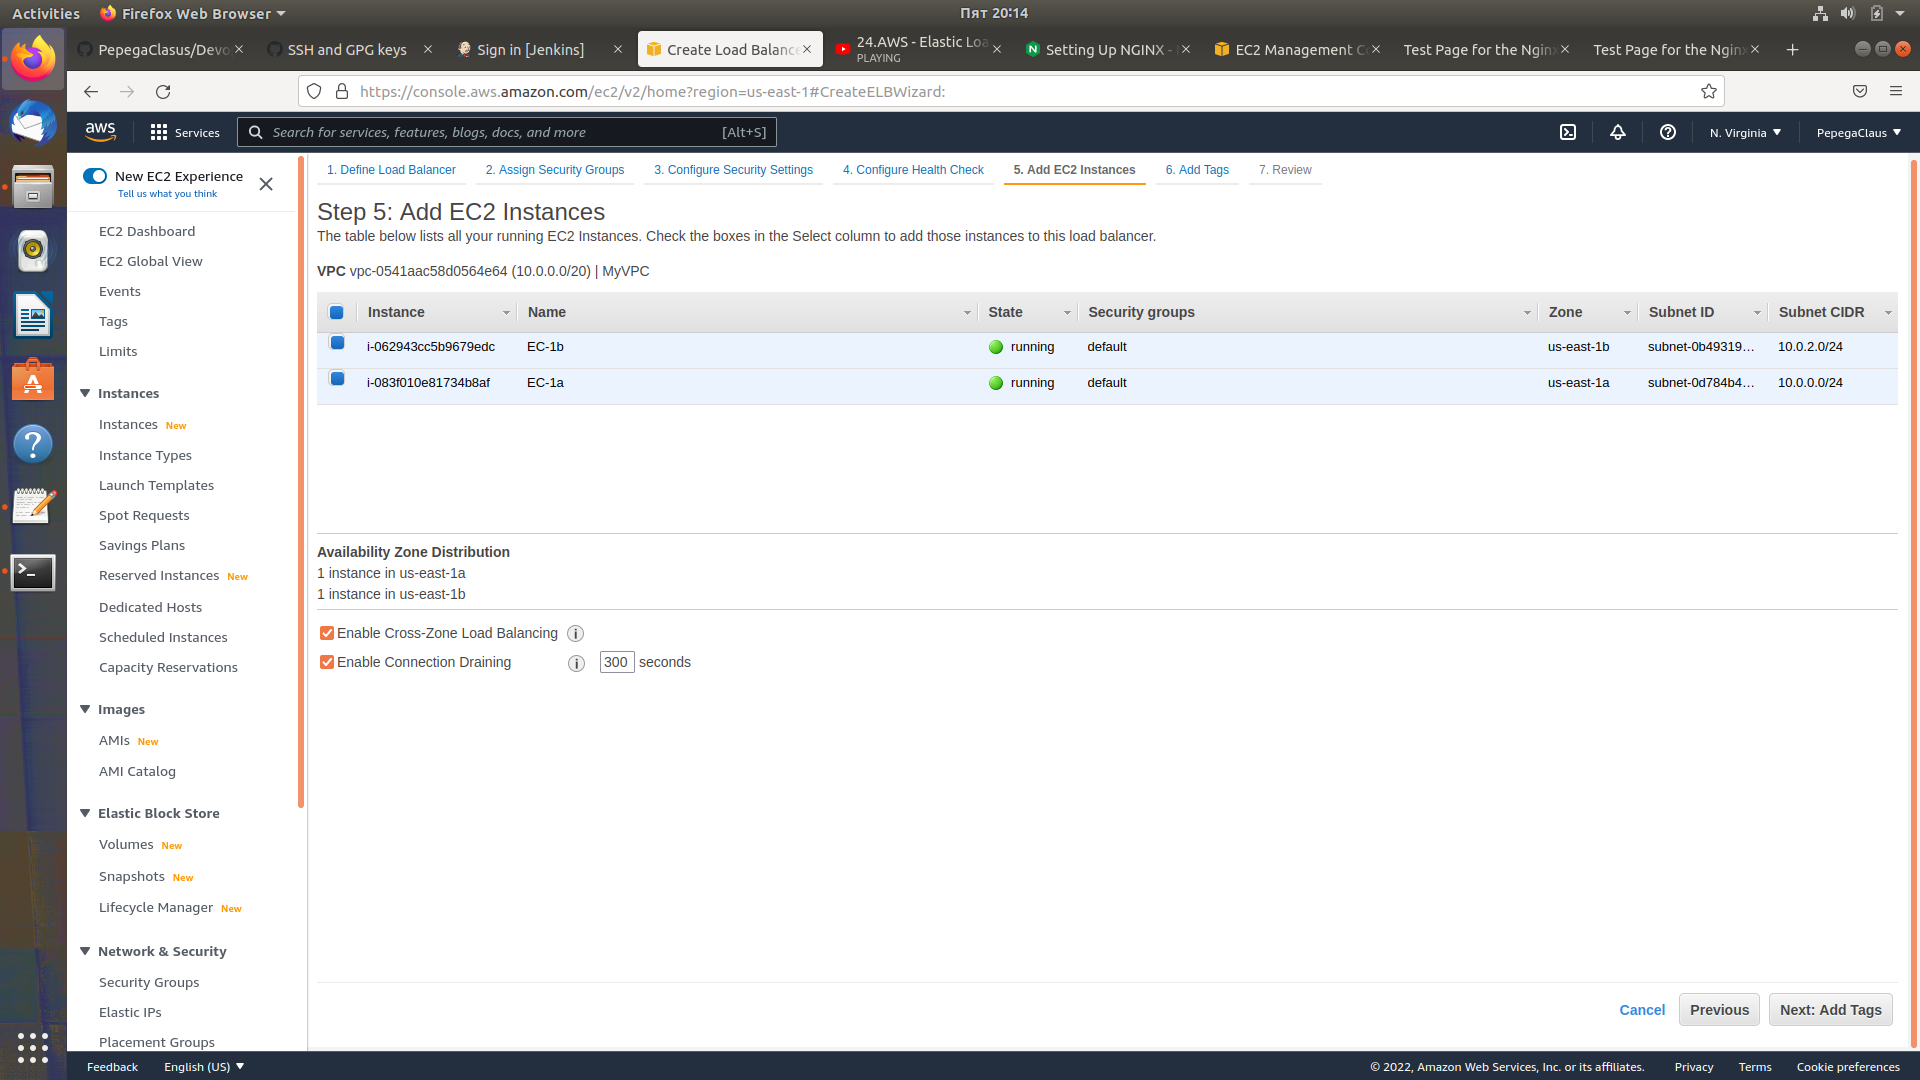 Activities
Firefox Web Browser
Пят 20:14
PepegaClasus/Devo
SSH and GPG keys
Sign in [Jenkins]
Create Load Balance
24.AWS - Elastic Loa
PLAYING
Setting Up NGINX -
EC2 Management Co
Test Page for the Nginx
Test Page for the Nginx
https://console.aws.amazon.com/ec2/v2/home?region=us-east-1#CreateELBWizard:
aws
Services
Search for services, features, blogs, docs, and more
[Alt+S]
N. Virginia
PepegaClaus
New EC2 Experience
Tell us what you think
EC2 Dashboard
EC2 Global View
Events
Tags
Limits
Instances
Instances New
Instance Types
Launch Templates
Spot Requests
Savings Plans
Reserved Instances New
Dedicated Hosts
Scheduled Instances
Capacity Reservations
Images
AMIs New
AMI Catalog
Elastic Block Store
Volumes New
Snapshots New
Lifecycle Manager New
Network & Security
Security Groups
Elastic IPs
Placement Groups
1. Define Load Balancer
2. Assign Security Groups
3. Configure Security Settings
4. Configure Health Check
5. Add EC2 Instances
6. Add Tags
7. Review
Step 5: Add EC2 Instances
The table below lists all your running EC2 Instances. Check the boxes in the Select column to add those instances to this load balancer.
VPC vpc-0541aac58d0564e64 (10.0.0.0/20) | MyVPC
Instance Name State Security groups Zone Subnet ID Subnet CIDR
i-062943cc5b9679edc EC-1b running default us-east-1b subnet-0b49319… 10.0.2.0/24
i-083f010e81734b8af EC-1a running default us-east-1a subnet-0d784b4… 10.0.0.0/24
Availability Zone Distribution
1 instance in us-east-1a
1 instance in us-east-1b
Enable Cross-Zone Load Balancing
Enable Connection Draining 300 seconds
Cancel
Previous
Next: Add Tags
Feedback
English (US)
© 2022, Amazon Web Services, Inc. or its affiliates.
Privacy
Terms
Cookie preferences